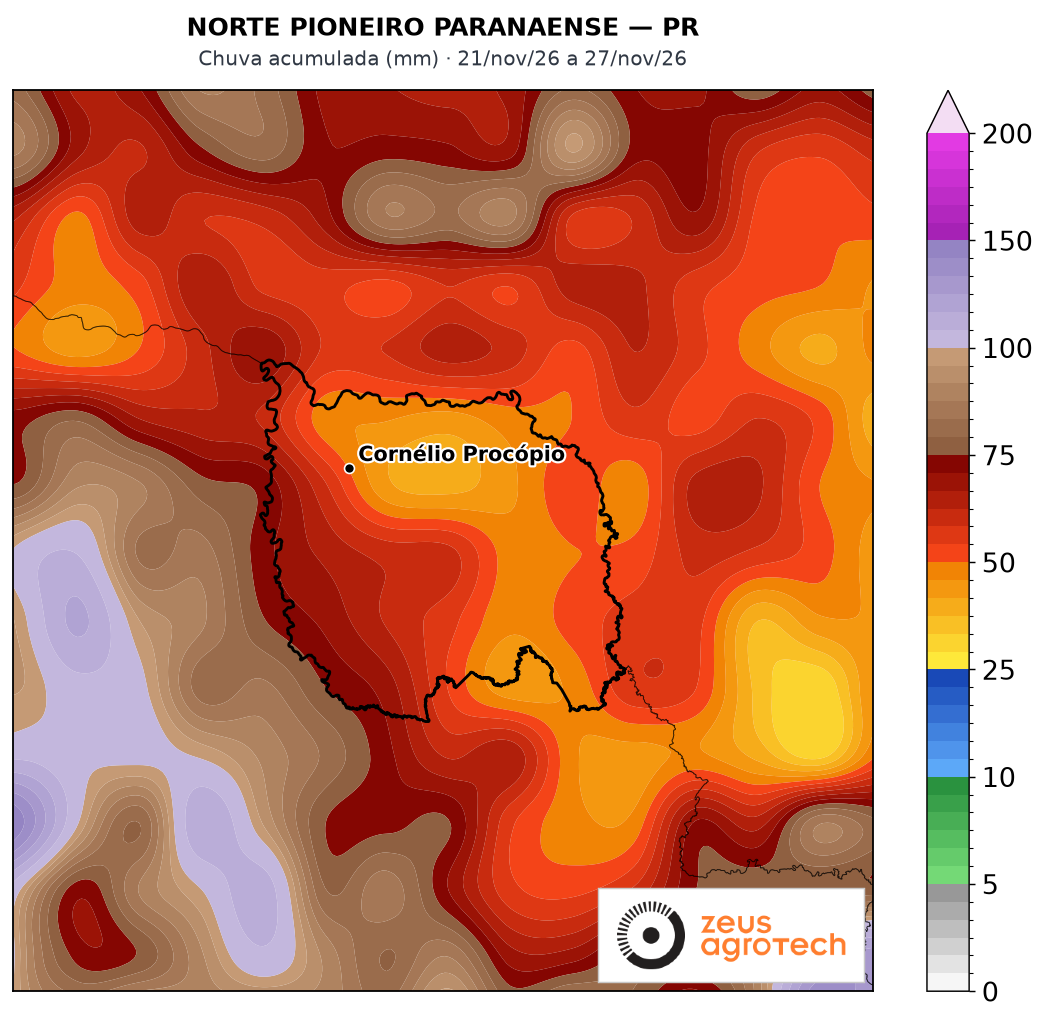 NORTE PIONEIRO PARANAENSE — PR
Chuva acumulada (mm) · 21/nov/26 a 27/nov/26
Cornélio Procópio
200
150
100
75
50
25
10
5
0
zeus
agrotech